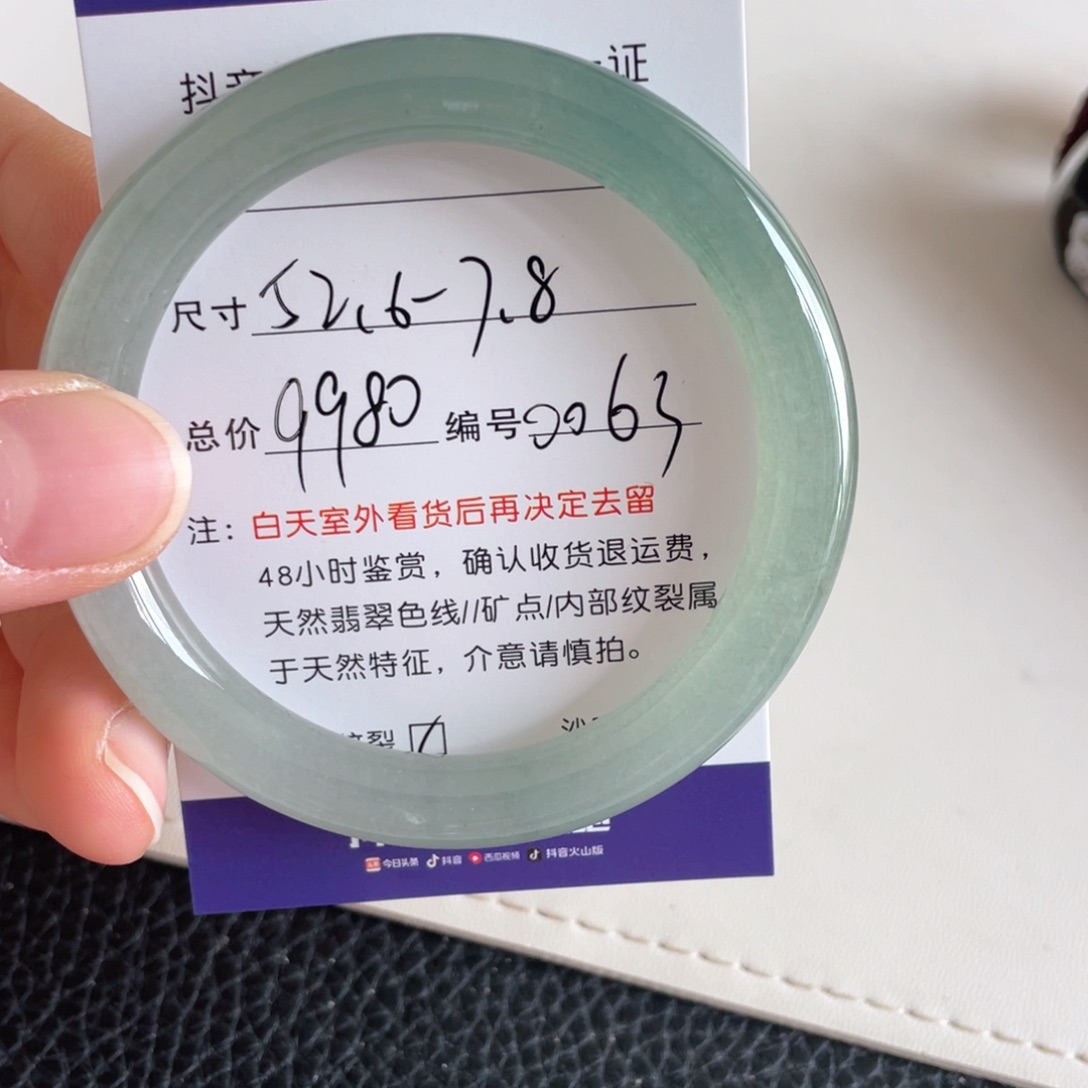 抖音 证
尺寸 52.6-7.8
总价 9980 编号 0063
注：白天室外看货后再决定去留
48小时鉴赏，确认收货退运费，
天然翡翠色线//矿点/内部纹裂属
于天然特征，介意请慎拍。
纹裂 ☑
今日头条 抖音 西瓜视频 抖音火山版